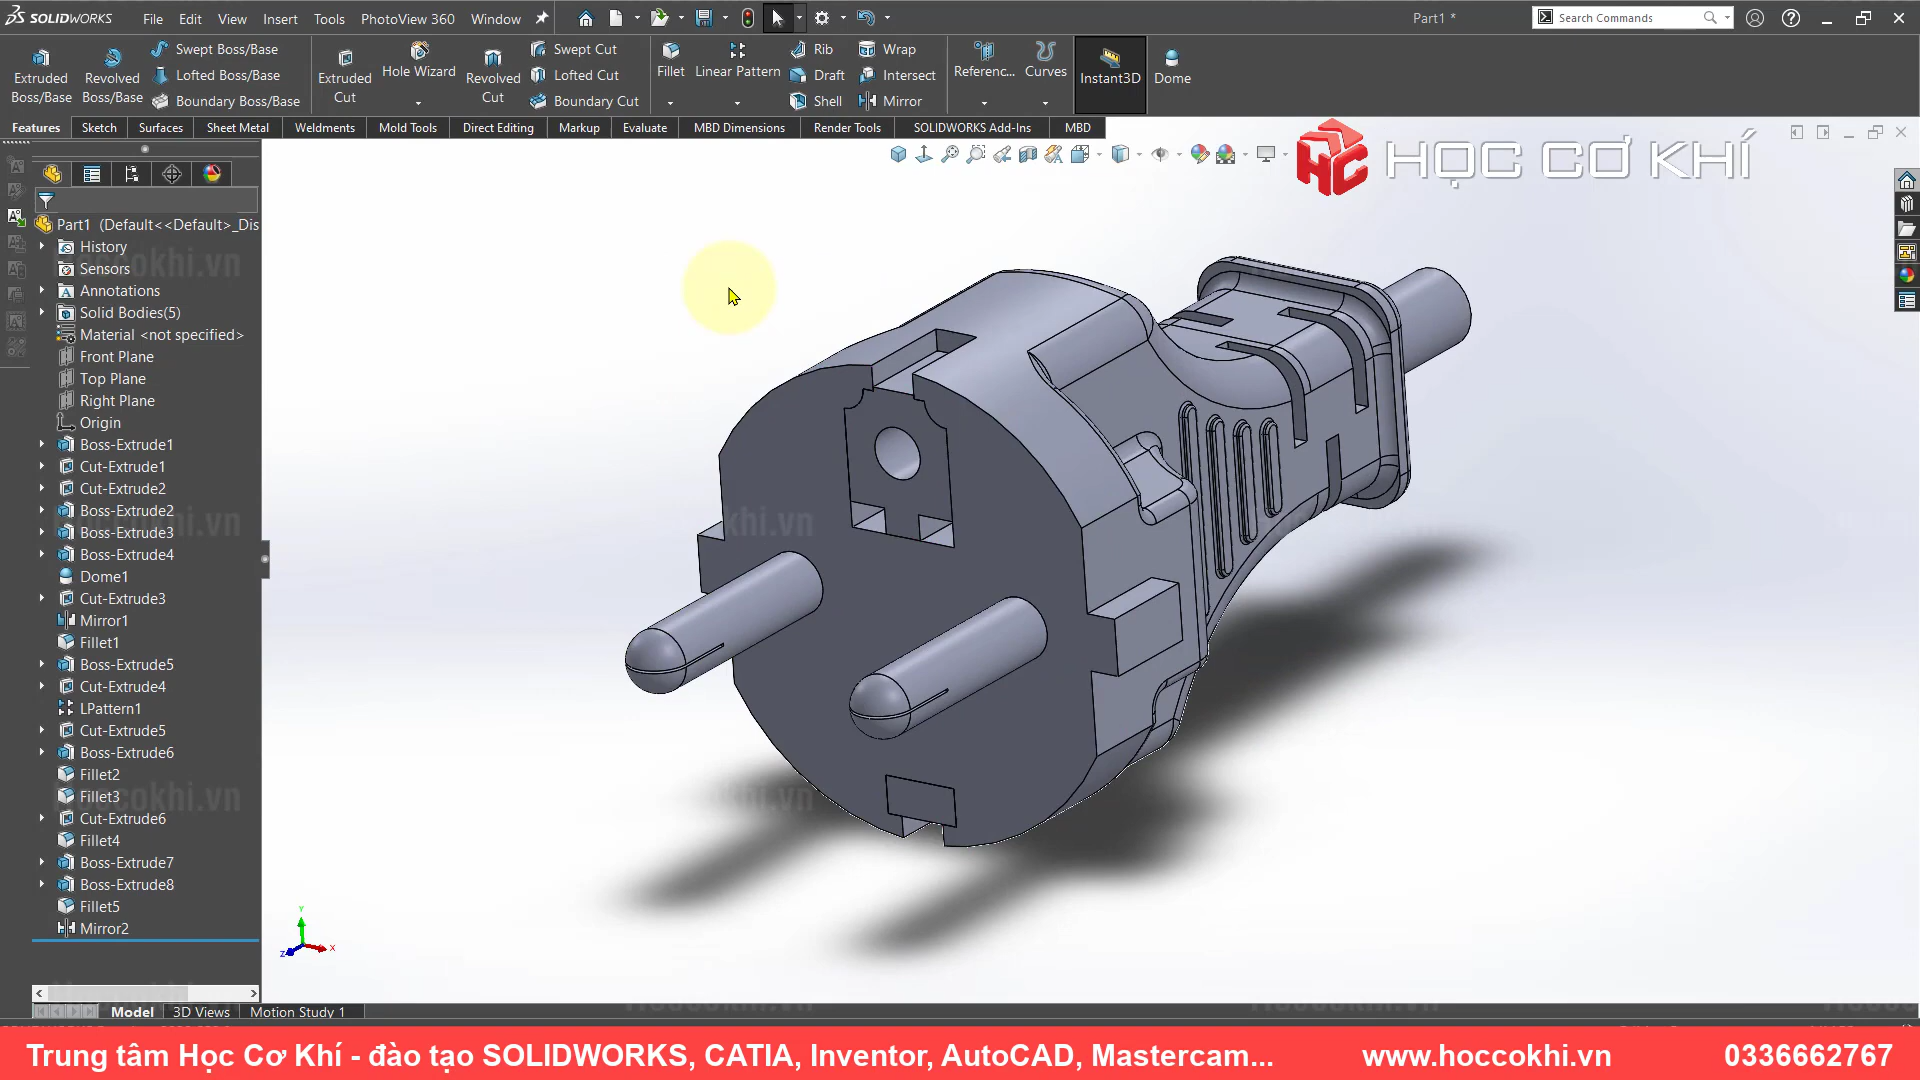 SOLIDWORKS File Edit View Insert Tools PhotoView 360 Window Part1 * Search Commands
Extruded Boss/Base
Revolved Boss/Base
Swept Boss/Base
Lofted Boss/Base
Boundary Boss/Base
Extruded Cut
Hole Wizard
Revolved Cut
Swept Cut
Lofted Cut
Boundary Cut
Fillet
Linear Pattern
Rib
Draft
Shell
Wrap
Intersect
Mirror
Referenc...
Curves
Instant3D
Dome
Features Sketch Surfaces Sheet Metal Weldments Mold Tools Direct Editing Markup Evaluate MBD Dimensions Render Tools SOLIDWORKS Add-Ins MBD
HC HỌC CƠ KHÍ
Part1 (Default<<Default>_Dis
History
Sensors
Annotations
Solid Bodies(5)
Material <not specified>
Front Plane
Top Plane
Right Plane
Origin
Boss-Extrude1
Cut-Extrude1
Cut-Extrude2
Boss-Extrude2
Boss-Extrude3
Boss-Extrude4
Dome1
Cut-Extrude3
Mirror1
Fillet1
Boss-Extrude5
Cut-Extrude4
LPattern1
Cut-Extrude5
Boss-Extrude6
Fillet2
Fillet3
Cut-Extrude6
Fillet4
Boss-Extrude7
Boss-Extrude8
Fillet5
Mirror2
Y
Z X
Model 3D Views Motion Study 1
Trung tâm Học Cơ Khí - đào tạo SOLIDWORKS, CATIA, Inventor, AutoCAD, Mastercam... www.hoccokhi.vn 0336662767